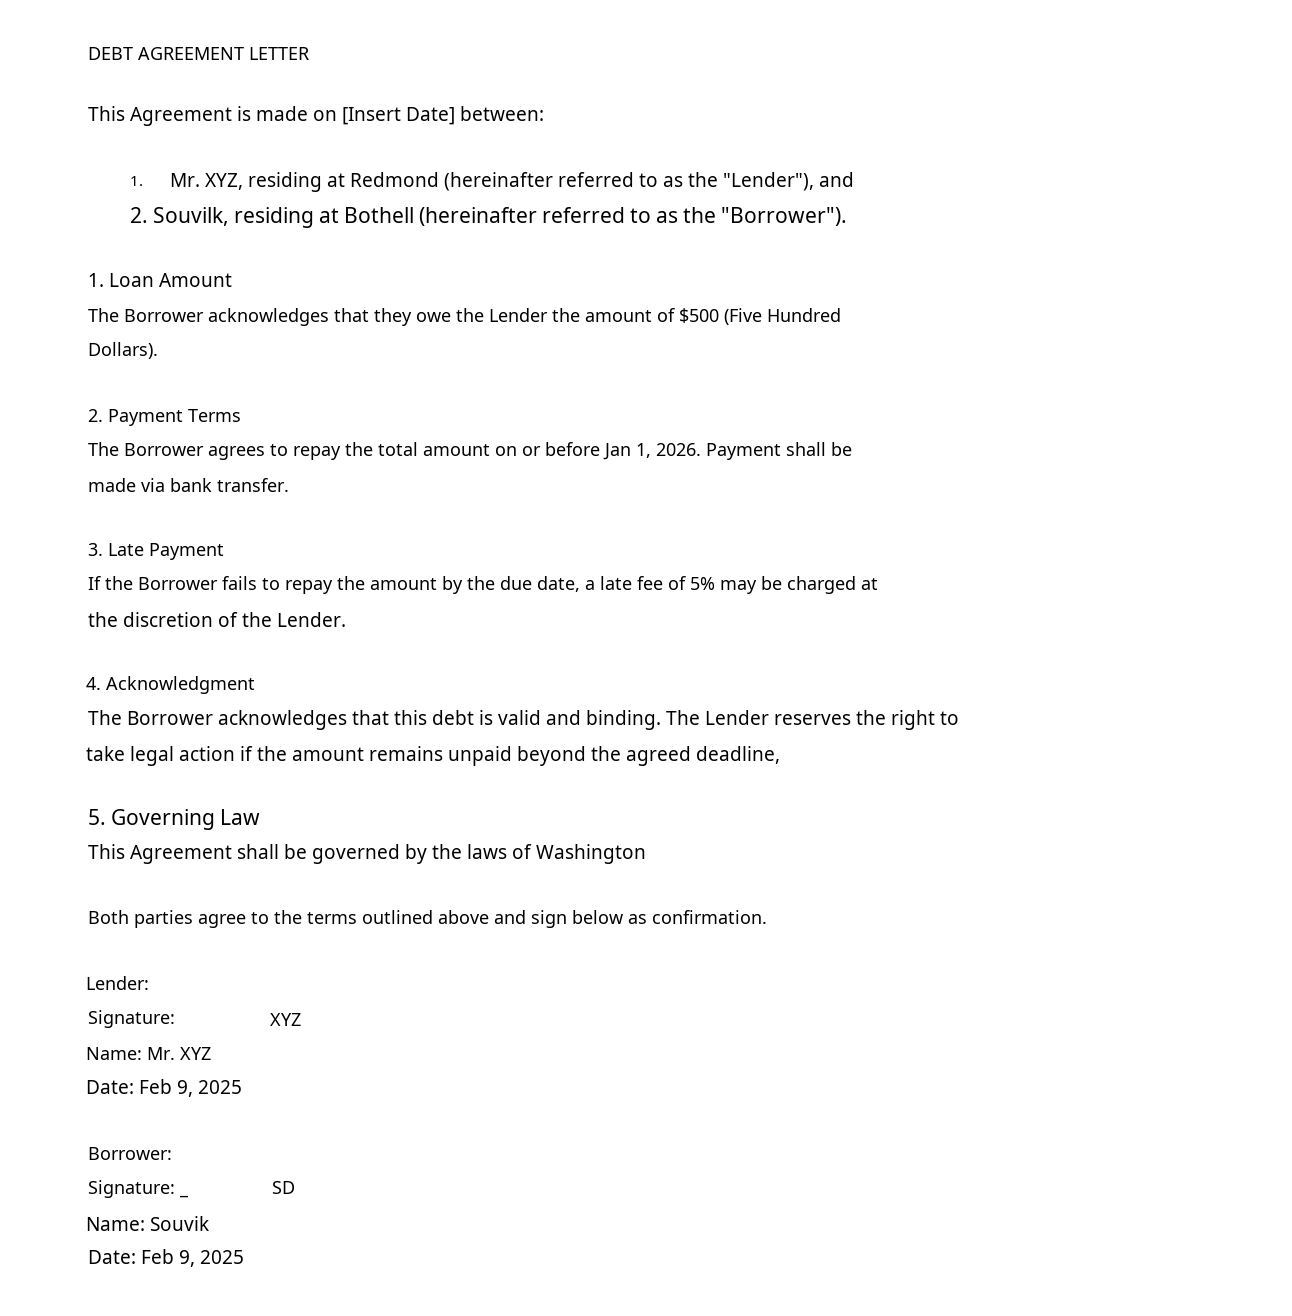 DEBT AGREEMENT LETTER
This Agreement is made on [Insert Date] between:
1. Mr. XYZ, residing at Redmond (hereinafter referred to as the "Lender"), and
2. Souvilk, residing at Bothell (hereinafter referred to as the "Borrower").
1. Loan Amount
The Borrower acknowledges that they owe the Lender the amount of $500 (Five Hundred
Dollars).
2. Payment Terms
The Borrower agrees to repay the total amount on or before Jan 1, 2026. Payment shall be
made via bank transfer.
3. Late Payment
If the Borrower fails to repay the amount by the due date, a late fee of 5% may be charged at
the discretion of the Lender.
4. Acknowledgment
The Borrower acknowledges that this debt is valid and binding. The Lender reserves the right to
take legal action if the amount remains unpaid beyond the agreed deadline,
5. Governing Law
This Agreement shall be governed by the laws of Washington
Both parties agree to the terms outlined above and sign below as confirmation.
Lender:
Signature: XYZ
Name: Mr. XYZ
Date: Feb 9, 2025
Borrower:
Signature: _ SD
Name: Souvik
Date: Feb 9, 2025